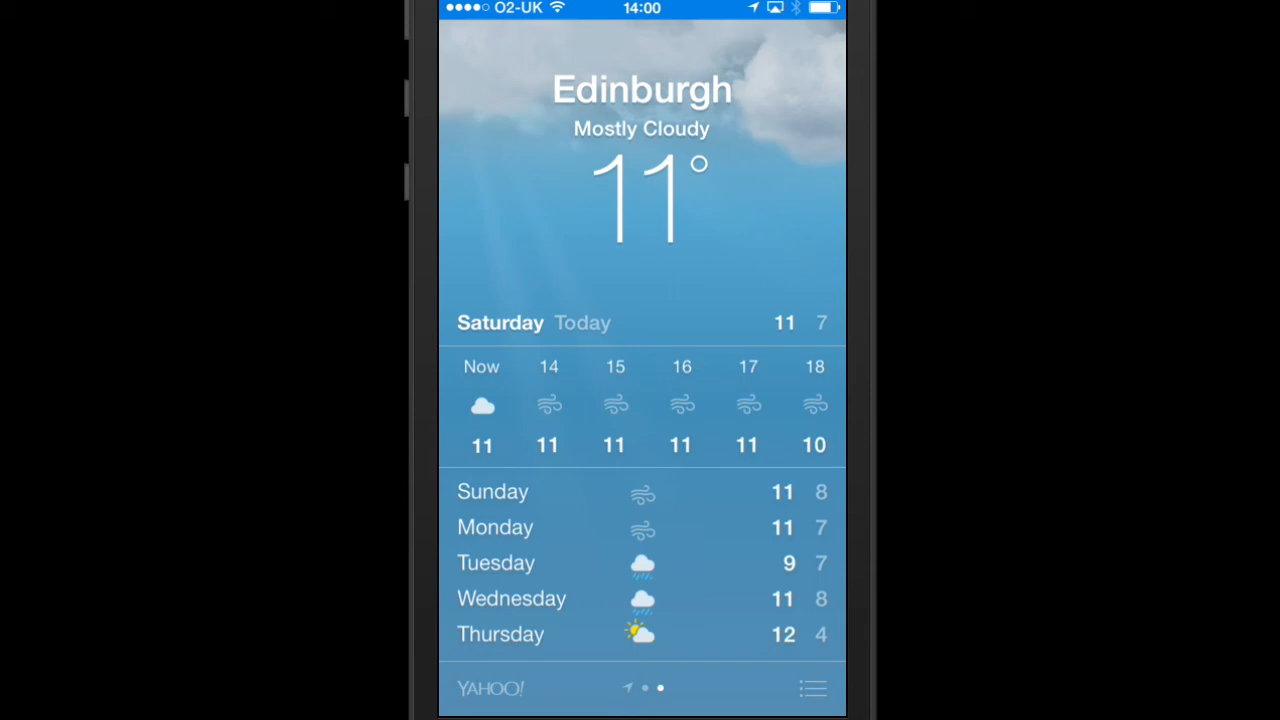 O2-UK 14:00
Edinburgh
Mostly Cloudy
11°
Saturday Today 11 7
Now 14 15 16 17 18
11 11 11 11 11 10
Sunday 11 8
Monday 11 7
Tuesday 9 7
Wednesday 11 8
Thursday 12 4
YAHOO!